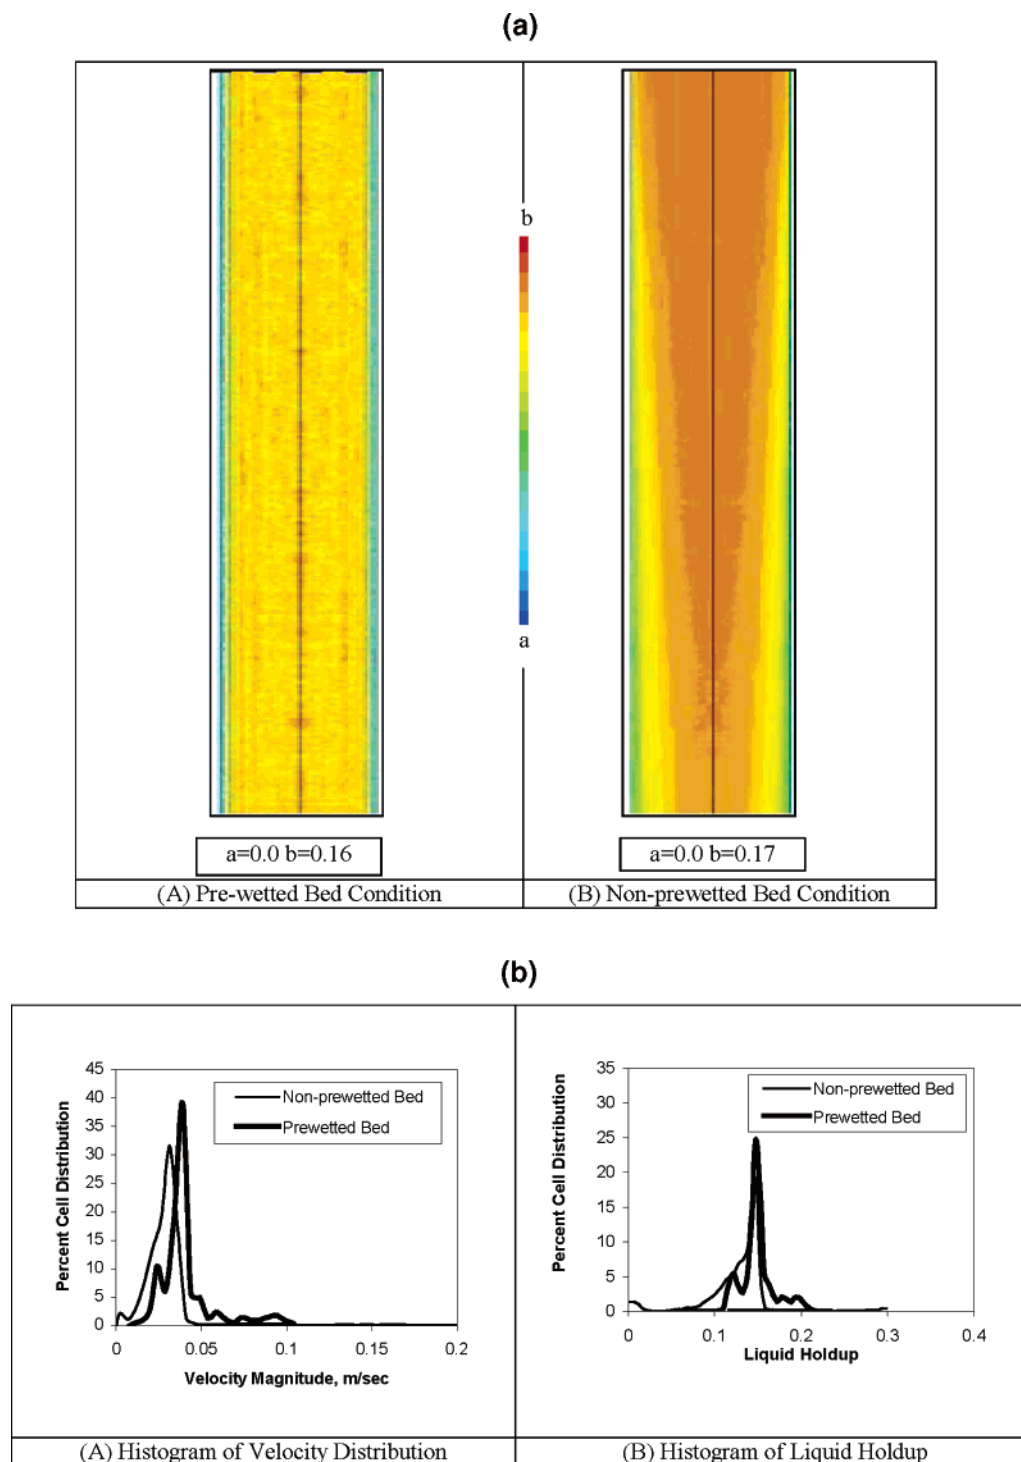 (a)
b
a
a=0.0 b=0.16
a=0.0 b=0.17
(A) Pre-wetted Bed Condition
(B) Non-prewetted Bed Condition
(b)
45
40
35
30
25
20
15
10
5
0
Percent Cell Distribution
Non-prewetted Bed
Prewetted Bed
0
0.05
0.1
0.15
0.2
Velocity Magnitude, m/sec
35
30
25
20
15
10
5
0
Percent Cell Distribution
Non-prewetted Bed
Prewetted Bed
0
0.1
0.2
0.3
0.4
Liquid Holdup
(A) Histogram of Velocity Distribution
(B) Histogram of Liquid Holdup